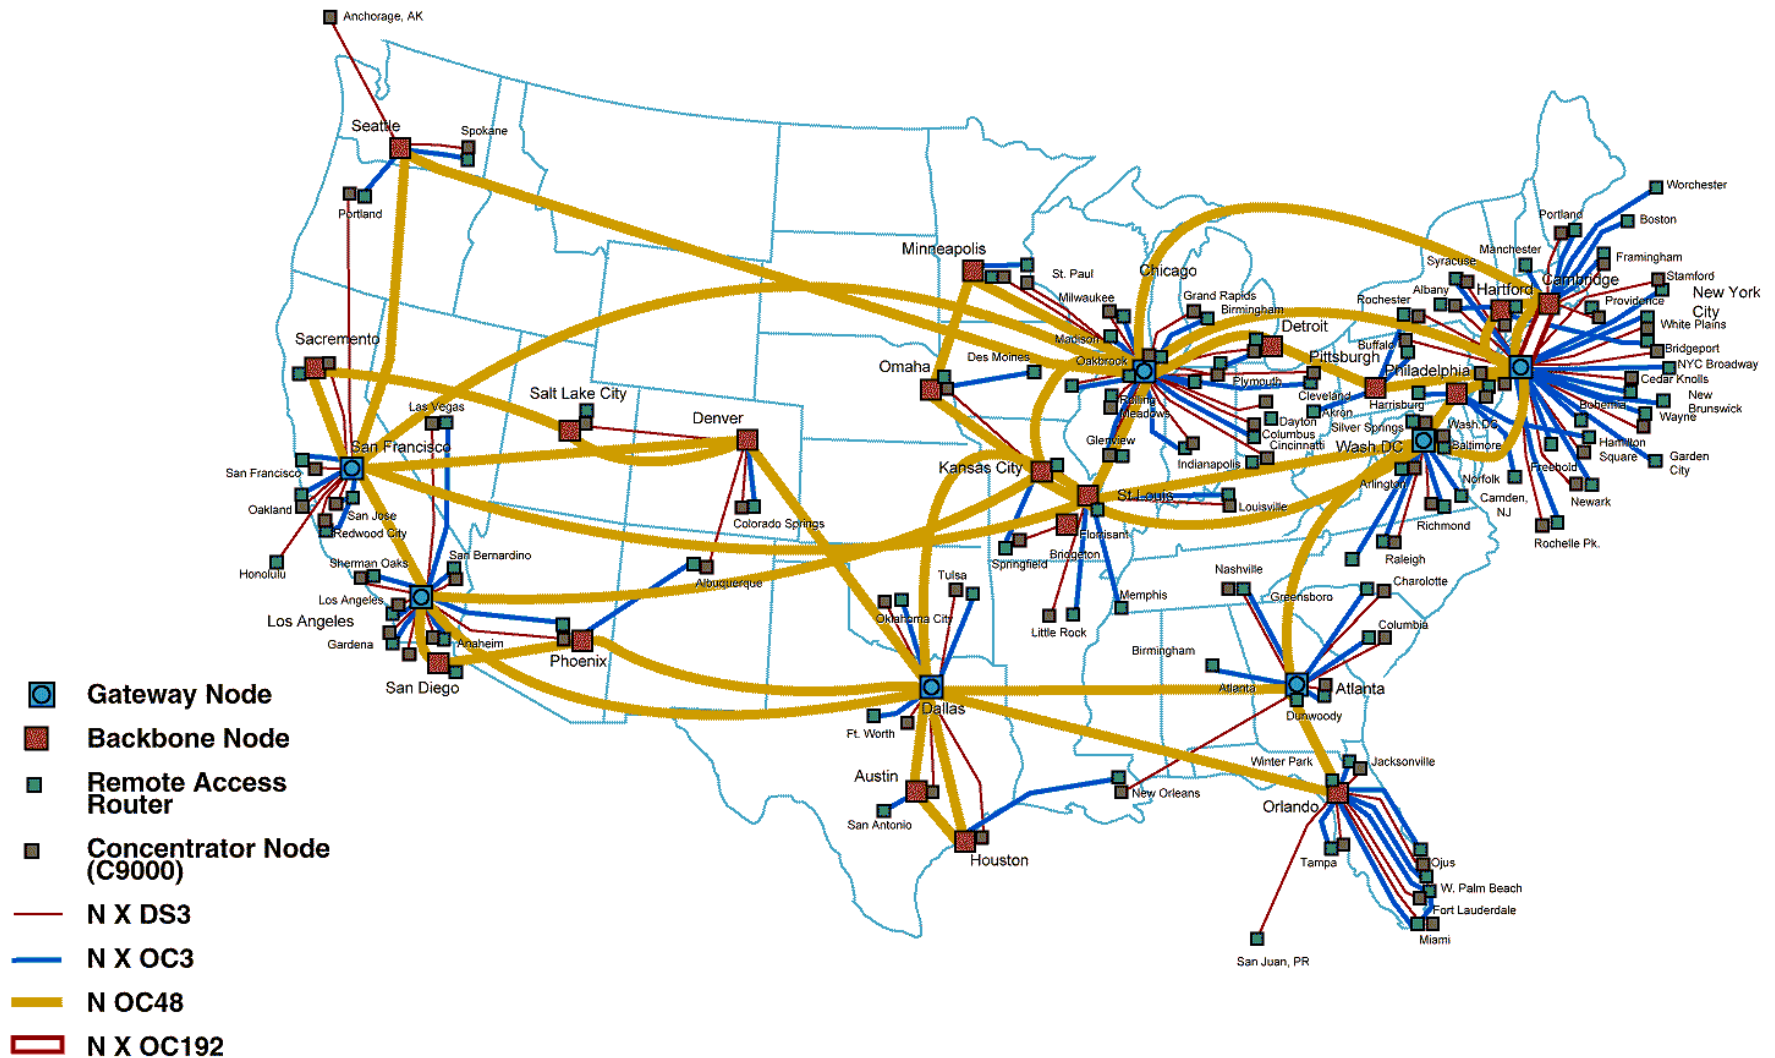 Anchorage, AK
Seattle
Spokane
Portland
Sacramento
Las Vegas
San Francisco
San Francisco
Oakland
San Jose
Redwood City
Honolulu
Sherman Oaks
San Bernardino
Los Angeles
Los Angeles
Gardena
Anaheim
San Diego
Phoenix
Salt Lake City
Denver
Colorado Springs
Albuquerque
Minneapolis
St. Paul
Omaha
Des Moines
Kansas City
Springfield
St Louis
Florrisant
Bridgeton
Little Rock
Memphis
Louisville
Tulsa
Oklahoma City
Dallas
Ft. Worth
Austin
San Antonio
Houston
New Orleans
Chicago
Milwaukee
Madison
Oakbrook
Rolling
Meadows
Glenview
Indianapolis
Grand Rapids
Birmingham
Detroit
Plymouth
Cleveland
Akron
Dayton
Columbus
Cincinnatti
Pittsburgh
Philadelphia
Harrisburg
Silver Springs
Wash.DC
Wash.DC
Baltimore
Arlington
Norfolk
Richmond
Raleigh
Camden,
NJ
Freehold
Newark
Rochelle Pk.
Hamilton
Square
Garden
City
Bohemia
Wayne
New
Brunswick
Cedar Knolls
NYC Broadway
Bridgeport
White Plains
New York
City
Providence
Stamford
Framingham
Boston
Worchester
Portland
Manchester
Cambridge
Hartford
Syracuse
Albany
Rochester
Buffalo
Nashville
Greensboro
Charolotte
Columbia
Birmingham
Atlanta
Atlanta
Dunwoody
Winter Park
Jacksonville
Orlando
Tampa
Ojus
W. Palm Beach
Fort Lauderdale
Miami
San Juan, PR
Gateway Node
Backbone Node
Remote Access
Router
Concentrator Node
(C9000)
N X DS3
N X OC3
N OC48
N X OC192